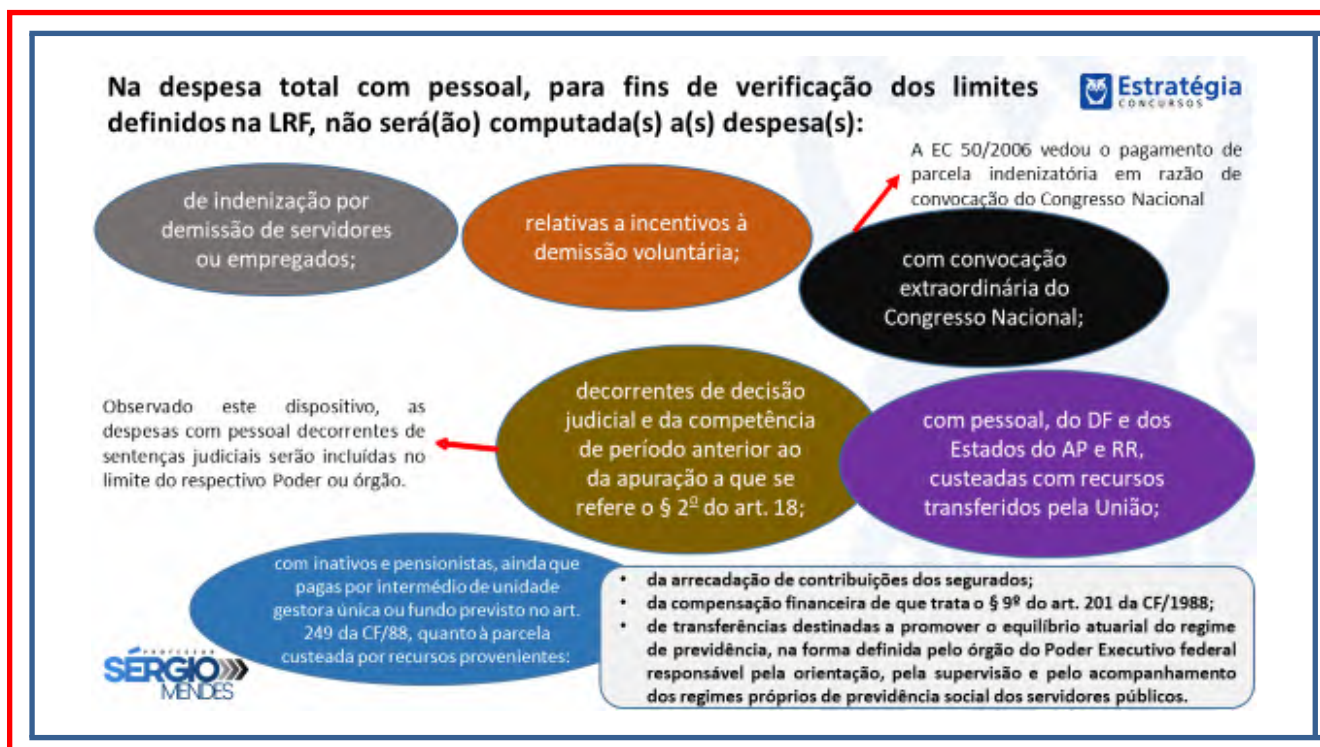 Na despesa total com pessoal, para fins de verificação dos limites
definidos na LRF, não será(ão) computada(s) a(s) despesa(s):
Estratégia
CONCURSOS
A EC 50/2006 vedou o pagamento de
parcela indenizatória em razão de
convocação do Congresso Nacional
de indenização por
demissão de servidores
ou empregados;
relativas a incentivos à
demissão voluntária;
com convocação
extraordinária do
Congresso Nacional;
Observado este dispositivo, as
despesas com pessoal decorrentes de
sentenças judiciais serão incluídas no
limite do respectivo Poder ou órgão.
decorrentes de decisão
judicial e da competência
de período anterior ao
da apuração a que se
refere o § 2º do art. 18;
com pessoal, do DF e dos
Estados do AP e RR,
custeadas com recursos
transferidos pela União;
com inativos e pensionistas, ainda que
pagas por intermédio de unidade
gestora única ou fundo previsto no art.
249 da CF/88, quanto à parcela
custeada por recursos provenientes:
• da arrecadação de contribuições dos segurados;
• da compensação financeira de que trata o § 9º do art. 201 da CF/1988;
• de transferências destinadas a promover o equilíbrio atuarial do regime
de previdência, na forma definida pelo órgão do Poder Executivo federal
responsável pela orientação, pela supervisão e pelo acompanhamento
dos regimes próprios de previdência social dos servidores públicos.
PROFESSOR
SÉRGIO
MENDES